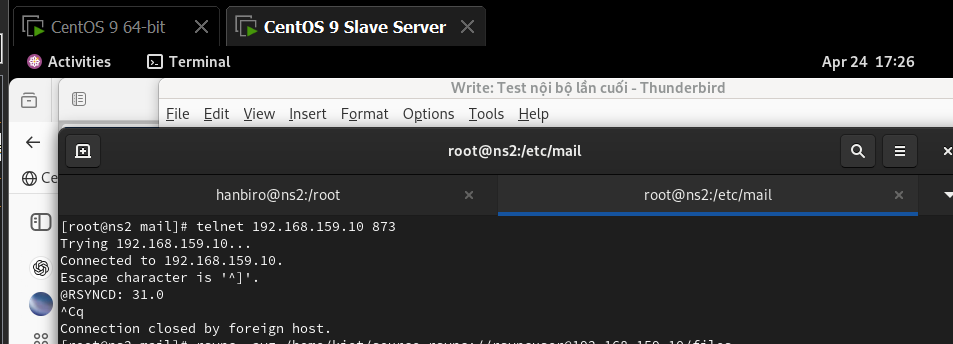 CentOS 9 64-bit
CentOS 9 Slave Server
Activities
Terminal
Apr 24 17:26
Write: Test nội bộ lần cuối - Thunderbird
File Edit View Insert Format Options Tools Help
root@ns2:/etc/mail
Ce
hanbiro@ns2:/root
root@ns2:/etc/mail
[root@ns2 mail]# telnet 192.168.159.10 873
Trying 192.168.159.10...
Connected to 192.168.159.10.
Escape character is '^]'.
@RSYNCD: 31.0
^Cq
Connection closed by foreign host.
[root@ns2 mail]# rsync -avz /home/kiet/source rsync://rsyncuser@192.168.159.10/files